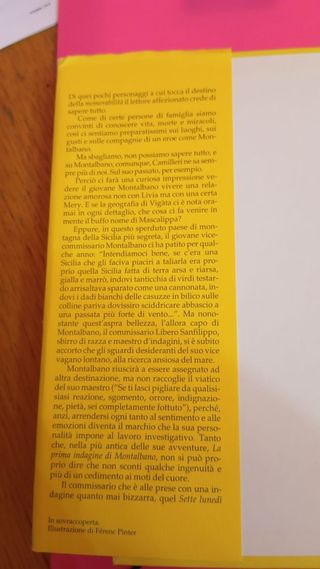 Di quei pochi personaggi a cui tocca il destino
della memorabilità il lettore affezionato crede di
sapere tutto.
Come di certe persone di famiglia siamo
convinti di conoscere vita, morte e miracoli,
così ci sentiamo preparatissimi sui luoghi, sui
gusti e sulle compagnie di un eroe come Mon-
talbano.
Ma sbagliamo, non possiamo sapere tutto; e
su Montalbano, comunque, Camilleri ne sa sem-
pre più di noi. Sul suo passato, per esempio.
Perciò ci farà una curiosa impressione ve-
dere il giovane Montalbano vivere una rela-
zione amorosa non con Livia ma con una certa
Mery. E se la geografia di Vigàta ci è nota ora-
mai in ogni dettaglio, che cosa ci fa venire in
mente il buffo nome di Mascalippa?
Eppure, in questo sperduto paese di mon-
tagna della Sicilia più segreta, il giovane vice-
commissario Montalbano ci ha patito per qual-
che anno: "Intendiamoci bene, se c'era una
Sicilia che gli faciva piaciri a taliarla era pro-
prio quella Sicilia fatta di terra arsa e riarsa,
gialla e marrò, indovi tanticchia di virdi testar-
do arrisaltava sparato come una cannonata, in-
dovi i dadi bianchi delle casuzze in bilico sulle
colline pariva dovissiro sciddricare abbascio a
una passata più forte di vento...". Ma nono-
stante quest'aspra bellezza, l'allora capo di
Montalbano, il commissario Libero Sanfilippo,
sbirro di razza e maestro d'indagini, si è subito
accorto che gli sguardi desideranti del suo vice
vagano lontano, alla ricerca ansiosa del mare.
Montalbano riuscirà a essere assegnato ad
altra destinazione, ma non raccoglie il viatico
del suo maestro ("Se ti lasci pigliare da qualsis-
siasi reazione, sgomento, orrore, indignazio-
ne, pietà, sei completamente fottuto"), perché,
anzi, arrendersi ogni tanto al sentimento e alle
emozioni diventa il marchio che la sua perso-
nalità impone al lavoro investigativo. Tanto
che, nella più antica delle sue avventure, La
prima indagine di Montalbano, non si può pro-
prio dire che non sconti qualche ingenuità e
più di un cedimento ai moti del cuore.
Il commissario che è alle prese con una in-
dagine quanto mai bizzarra, quel Sette lunedì
In sovraccoperta:
Illustrazione di Ferenc Pinter